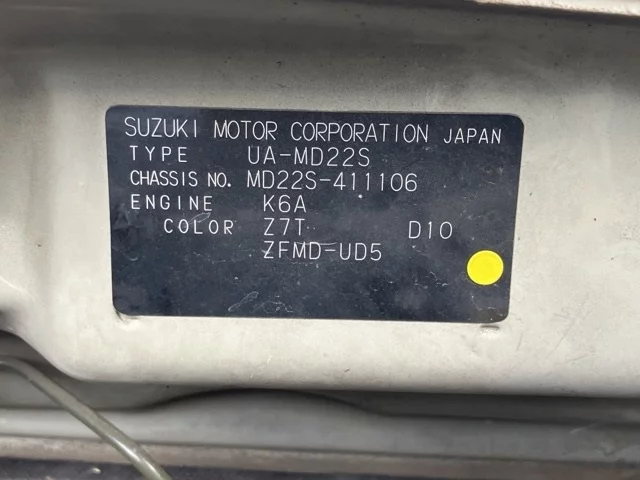 SUZUKI MOTOR CORPORATION JAPAN
TYPE UA-MD22S
CHASSIS NO. MD22S-411106
ENGINE K6A
COLOR Z7T D10
ZFMD-UD5